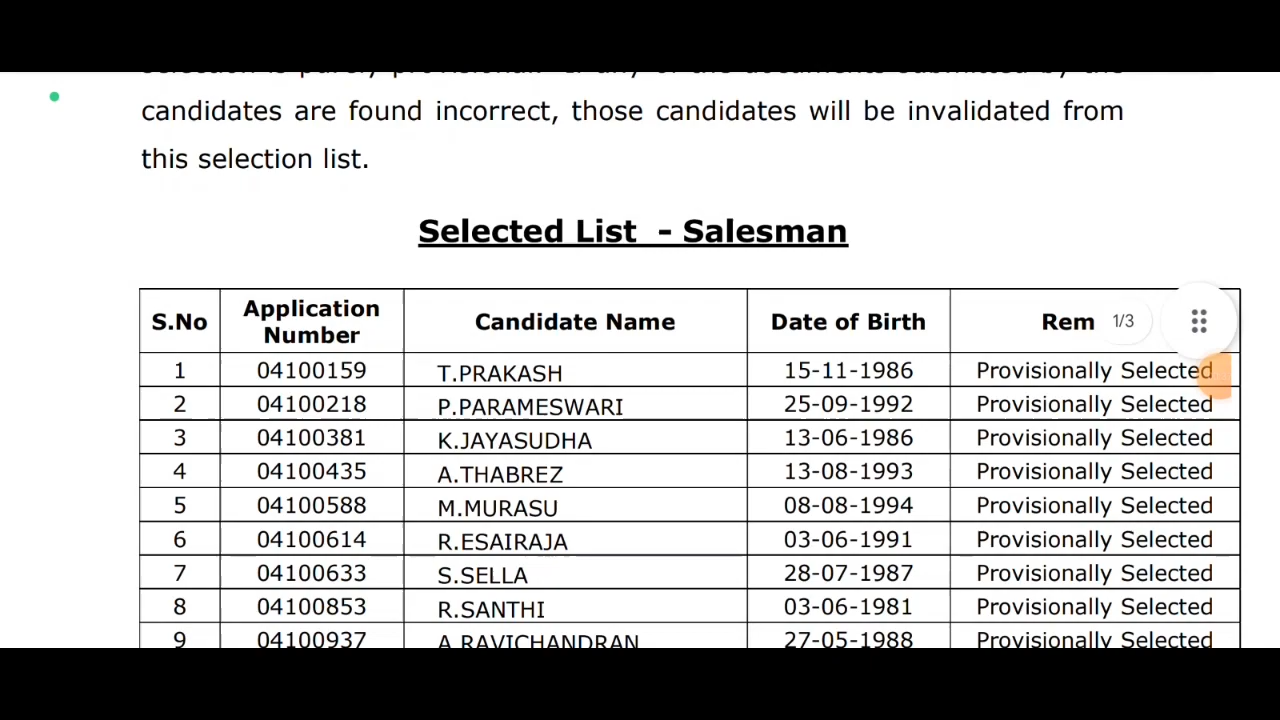 candidates are found incorrect, those candidates will be invalidated from
this selection list.
Selected List - Salesman
S.No Application Number Candidate Name Date of Birth Rem 1/3
1 04100159 T.PRAKASH 15-11-1986 Provisionally Selected
2 04100218 P.PARAMESWARI 25-09-1992 Provisionally Selected
3 04100381 K.JAYASUDHA 13-06-1986 Provisionally Selected
4 04100435 A.THABREZ 13-08-1993 Provisionally Selected
5 04100588 M.MURASU 08-08-1994 Provisionally Selected
6 04100614 R.ESAIRAJA 03-06-1991 Provisionally Selected
7 04100633 S.SELLA 28-07-1987 Provisionally Selected
8 04100853 R.SANTHI 03-06-1981 Provisionally Selected
9 04100937 A.RAVICHANDRAN 27-05-1988 Provisionally Selected